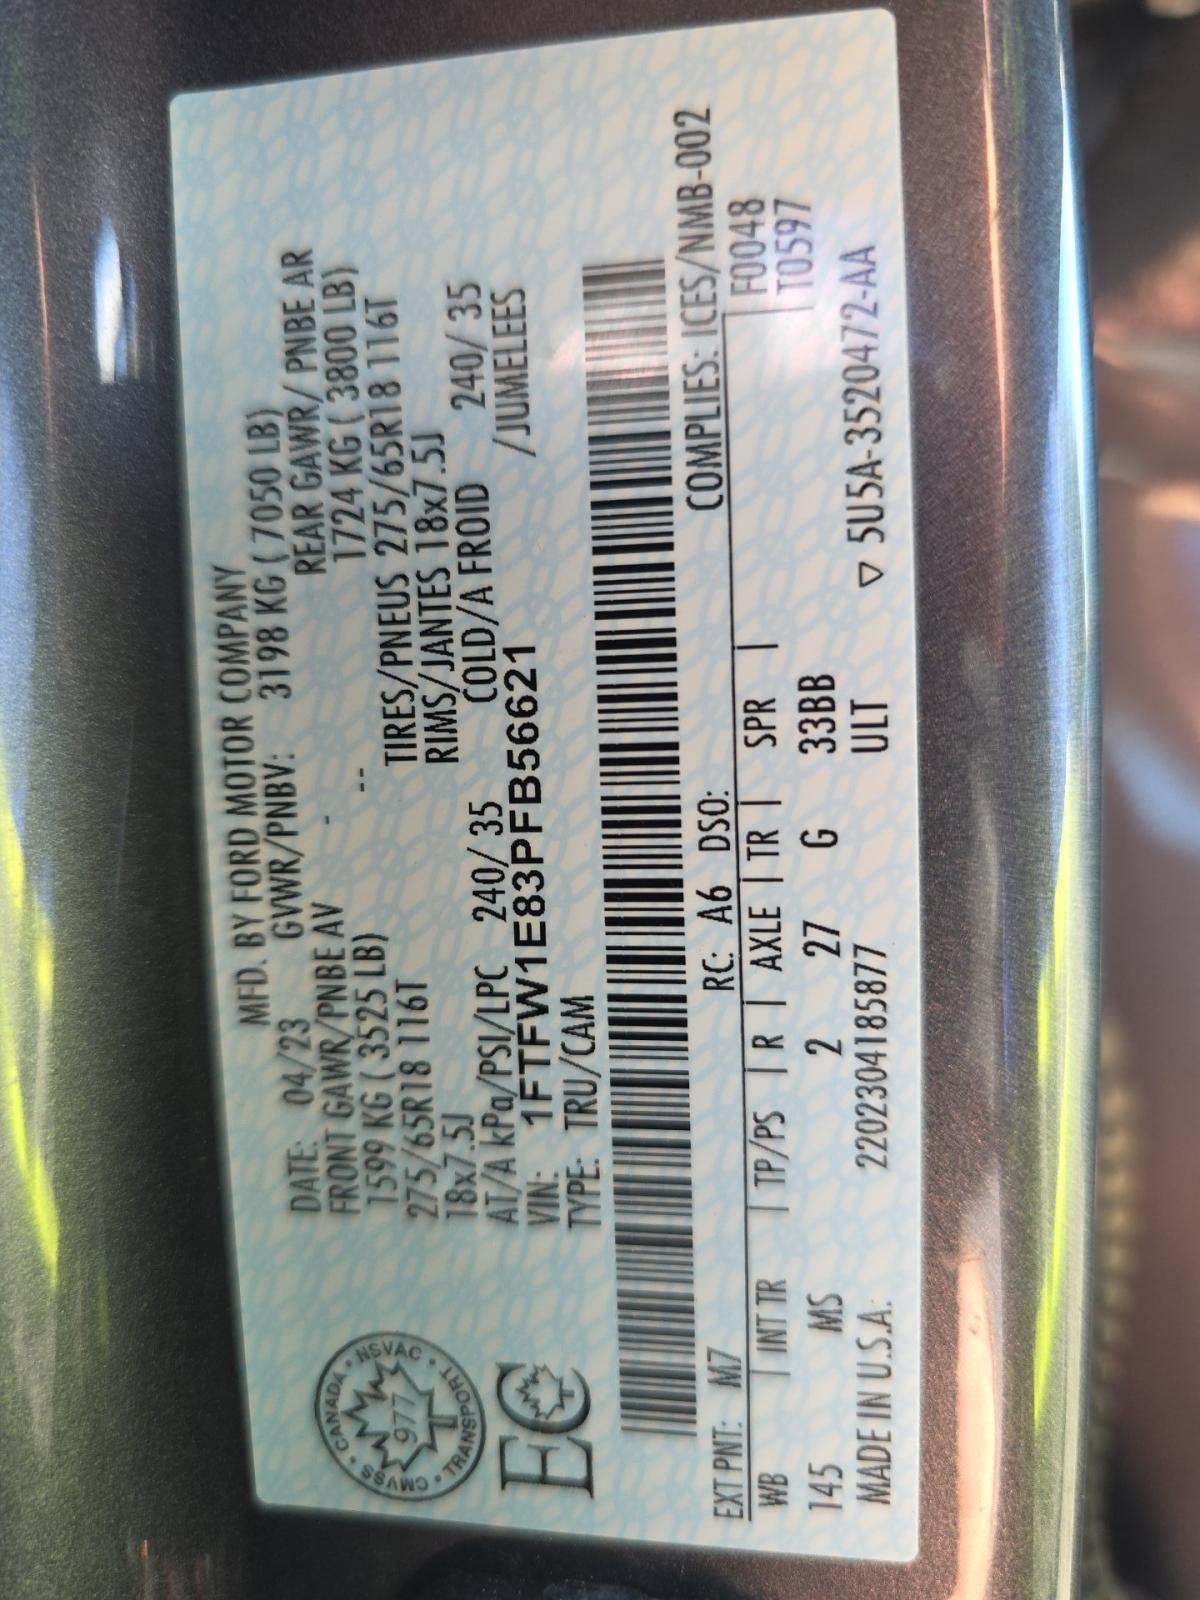 MFD. BY FORD MOTOR COMPANY
DATE: 04/23 GVWR/PNBV: 3198 KG ( 7050 LB)
FRONT GAWR/PNBE AV - REAR GAWR/ PNBE AR
1599 KG ( 3525 LB) -- 1724 KG ( 3800 LB)
275/65R18 116T TIRES/PNEUS 275/65R18 116T
18x7.5J RIMS/JANTES 18x7.5J
AT/A kPa/PSI/LPC 240/ 35 COLD/A FROID 240/ 35
VIN: 1FTFW1E83PFB56621 /JUMELEES
TYPE: TRU/CAM
CANADA • NSVAC • TRANSPORT • CMVSS •
977
T
EC
COMPLIES: ICES/NMB-002
EXT PNT: M7 RC: A6 DSO: F0048
WB | INT TR | TP/PS | R | AXLE | TR | SPR | T0597
145 MS 2 27 G 33BB
MADE IN U.S.A. 2202304185877 ULT ▽ 5U5A-3520472-AA